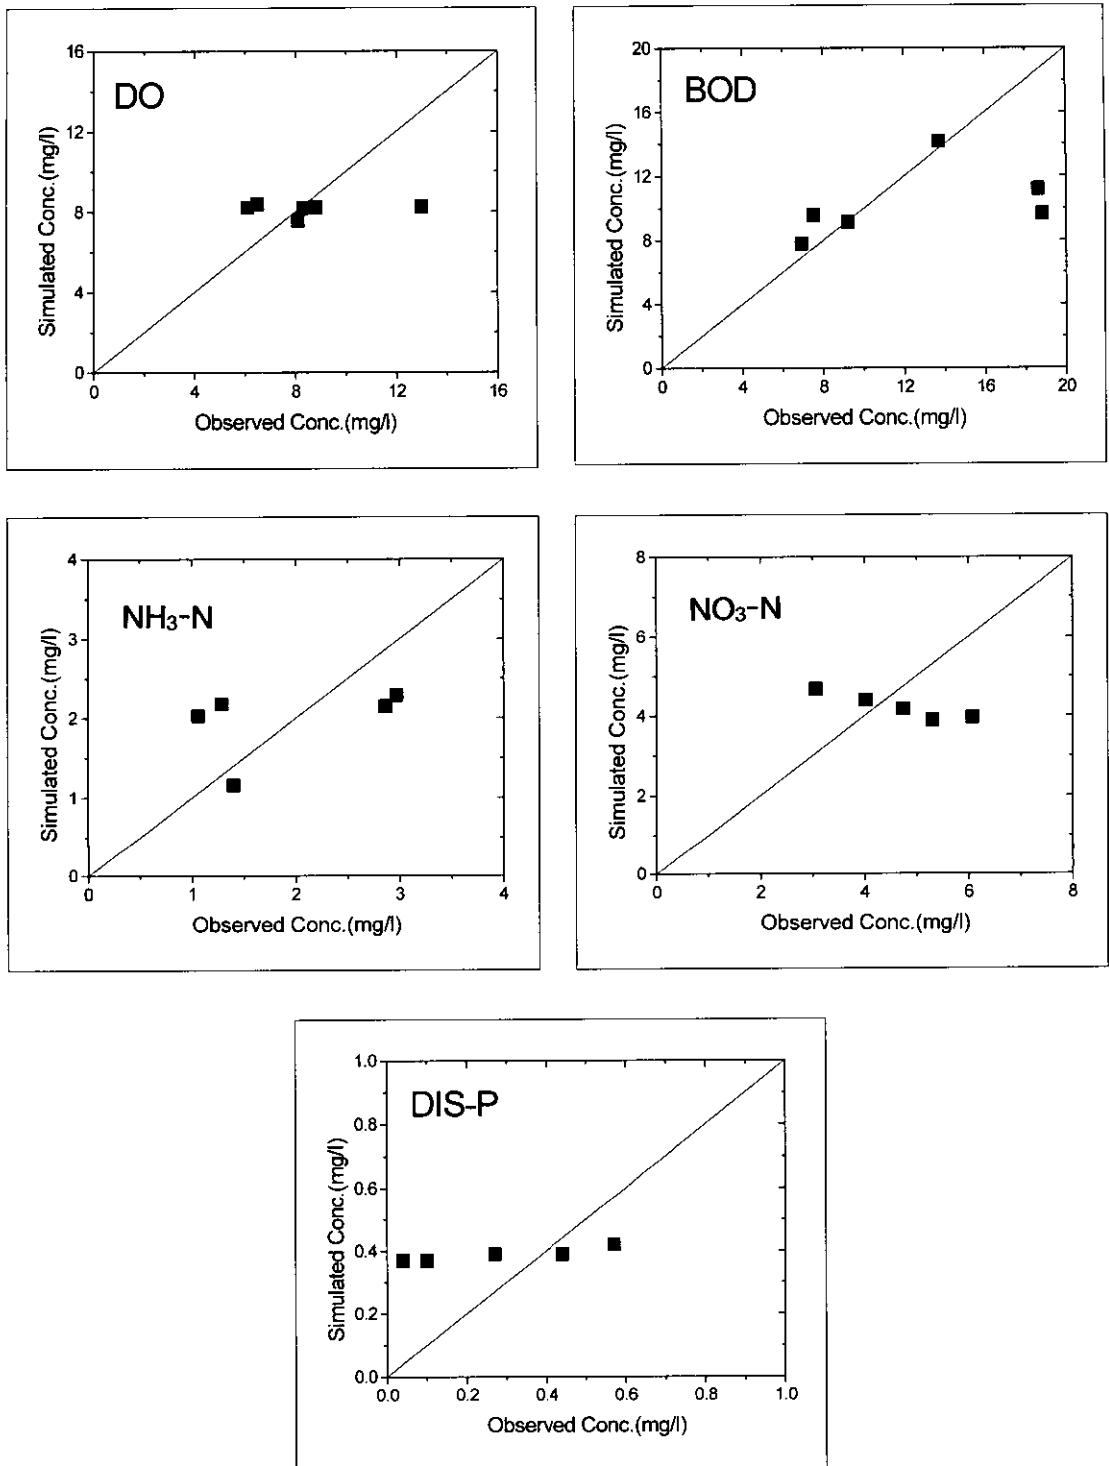 DO
16
12
8
4
0
0 4 8 12 16
Simulated Conc.(mg/l)
Observed Conc.(mg/l)
BOD
20
16
12
8
4
0
0 4 8 12 16 20
Simulated Conc.(mg/l)
Observed Conc.(mg/l)
NH₃-N
4
3
2
1
0
0 1 2 3 4
Simulated Conc.(mg/l)
Observed Conc.(mg/l)
NO₃-N
8
6
4
2
0
0 2 4 6 8
Simulated Conc.(mg/l)
Observed Conc.(mg/l)
DIS-P
1.0
0.8
0.6
0.4
0.2
0.0
0.0 0.2 0.4 0.6 0.8 1.0
Simulated Conc.(mg/l)
Observed Conc.(mg/l)